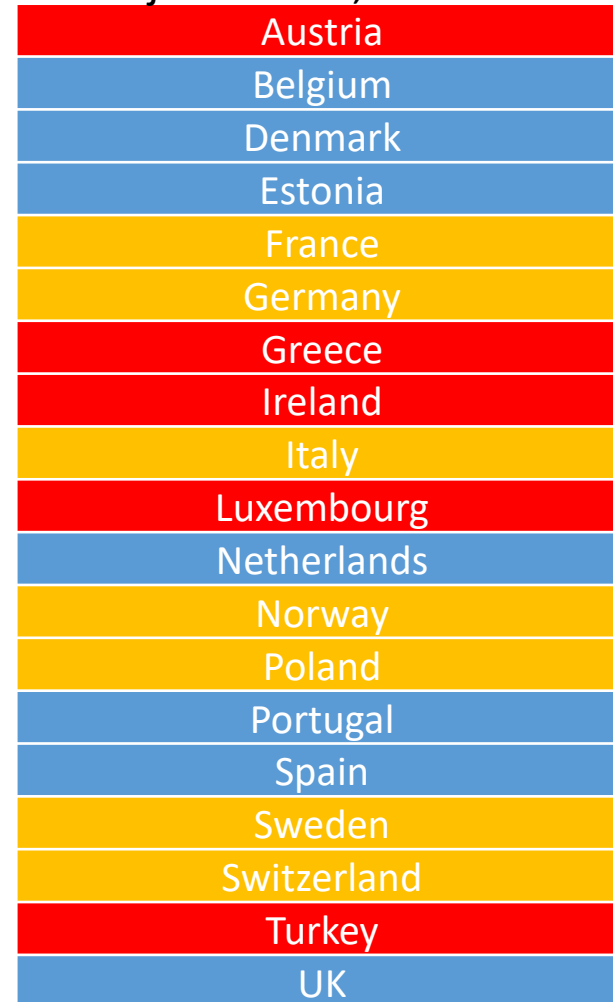 Austria
Belgium
Denmark
Estonia
France
Germany
Greece
Ireland
Italy
Luxembourg
Netherlands
Norway
Poland
Portugal
Spain
Sweden
Switzerland
Turkey
UK